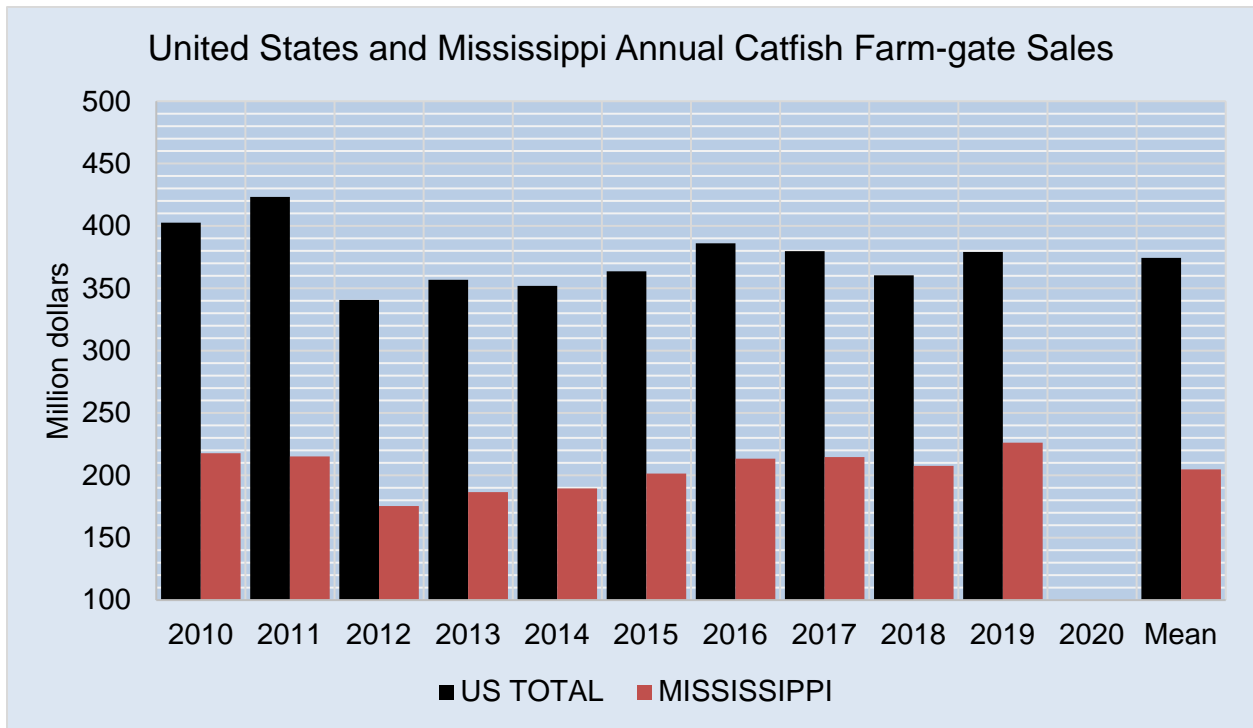 United States and Mississippi Annual Catfish Farm-gate Sales
Million dollars
500
450
400
350
300
250
200
150
100
2010 2011 2012 2013 2014 2015 2016 2017 2018 2019 2020 Mean
US TOTAL MISSISSIPPI